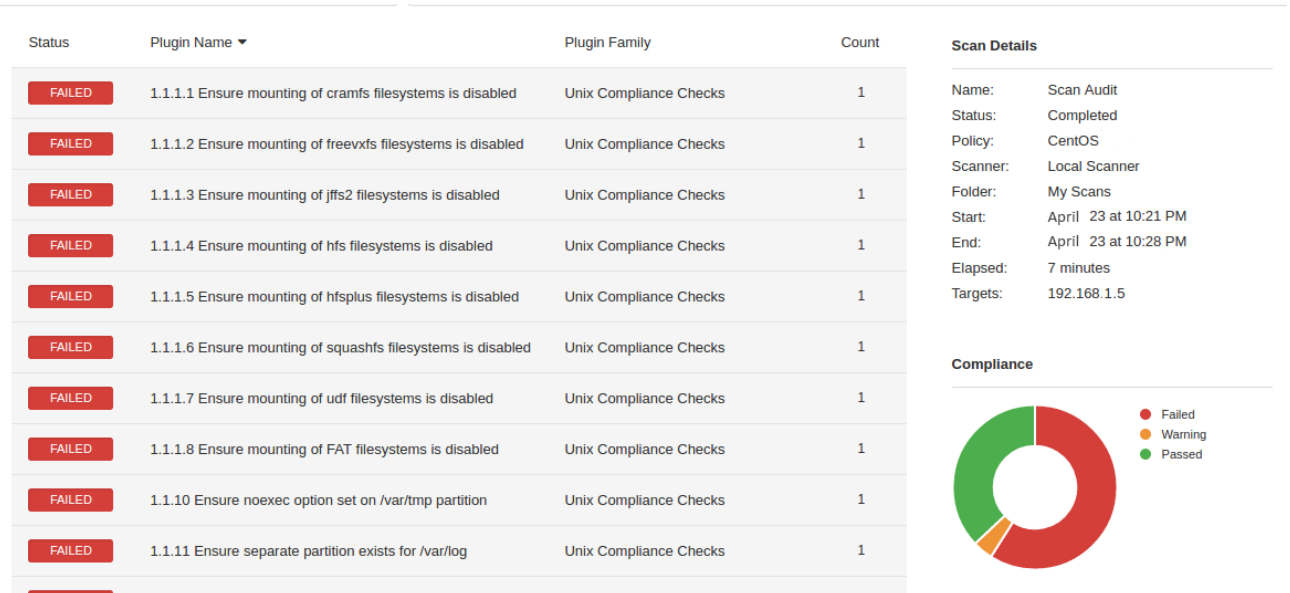 Status Plugin Name Plugin Family Count
FAILED 1.1.1.1 Ensure mounting of cramfs filesystems is disabled Unix Compliance Checks 1
FAILED 1.1.1.2 Ensure mounting of freevxfs filesystems is disabled Unix Compliance Checks 1
FAILED 1.1.1.3 Ensure mounting of jffs2 filesystems is disabled Unix Compliance Checks 1
FAILED 1.1.1.4 Ensure mounting of hfs filesystems is disabled Unix Compliance Checks 1
FAILED 1.1.1.5 Ensure mounting of hfsplus filesystems is disabled Unix Compliance Checks 1
FAILED 1.1.1.6 Ensure mounting of squashfs filesystems is disabled Unix Compliance Checks 1
FAILED 1.1.1.7 Ensure mounting of udf filesystems is disabled Unix Compliance Checks 1
FAILED 1.1.1.8 Ensure mounting of FAT filesystems is disabled Unix Compliance Checks 1
FAILED 1.1.10 Ensure noexec option set on /var/tmp partition Unix Compliance Checks 1
FAILED 1.1.11 Ensure separate partition exists for /var/log Unix Compliance Checks 1
Scan Details
Name: Scan Audit
Status: Completed
Policy: CentOS
Scanner: Local Scanner
Folder: My Scans
Start: April 23 at 10:21 PM
End: April 23 at 10:28 PM
Elapsed: 7 minutes
Targets: 192.168.1.5
Compliance
Failed
Warning
Passed